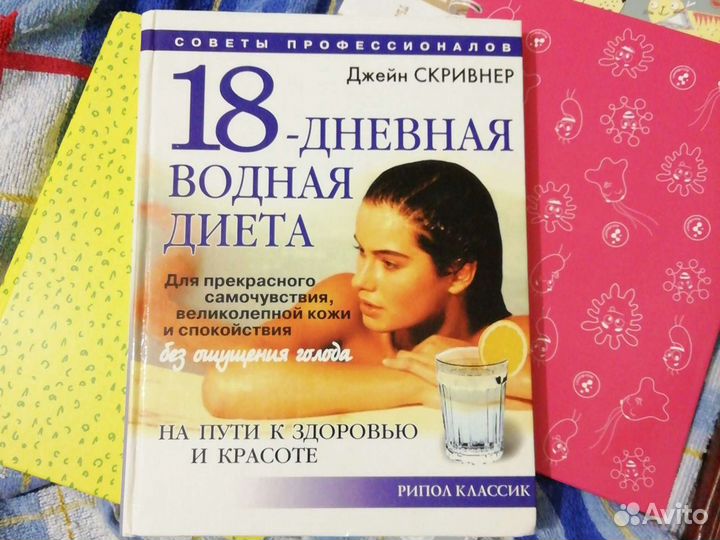 СОВЕТЫ ПРОФЕССИОНАЛОВ
Джейн СКРИВНЕР
18-ДНЕВНАЯ
ВОДНАЯ
ДИЕТА
Для прекрасного
самочувствия,
великолепной кожи
и спокойствия
без ощущения голода
НА ПУТИ К ЗДОРОВЬЮ
И КРАСОТЕ
РИПОЛ КЛАССИК
Avito